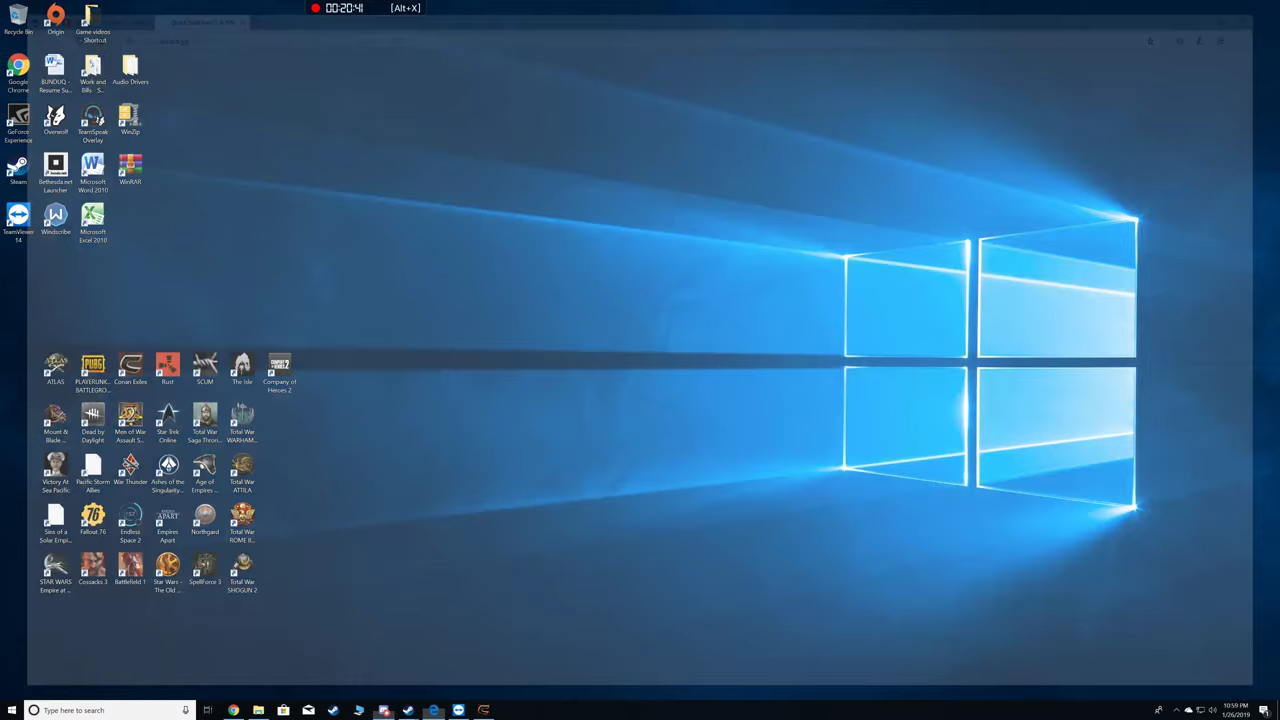 00:20:41 [Alt+X]
Recycle Bin
Origin
Game videos
- Shortcut
Google
Chrome
BUNDUQ -
Resume Su...
Work and
Bills - S...
Audio Drivers
GeForce
Experience
Overwolf
TeamSpeak
Overlay
WinZip
Steam
Bethesda.net
Launcher
Microsoft
Word 2010
WinRAR
TeamViewer
14
Windscribe
Microsoft
Excel 2010
ATLAS
PLAYERUNK...
BATTLEGRO...
Conan Exiles
Rust
SCUM
The Isle
Company of
Heroes 2
Mount &
Blade ...
Dead by
Daylight
Men of War
Assault S...
Star Trek
Online
Total War
Saga Thron...
Total War
WARHAM...
Victory At
Sea Pacific
Pacific Storm
Allies
War Thunder
Ashes of the
Singularity...
Age of
Empires ...
Total War
ATTILA
Sins of a
Solar Empi...
Fallout 76
Endless
Space 2
Empires
Apart
Northgard
Total War
ROME II...
STAR WARS
Empire at ...
Cossacks 3
Battlefield 1
Star Wars -
The Old ...
SpellForce 3
Total War
SHOGUN 2
Type here to search
10:59 PM
1/26/2019